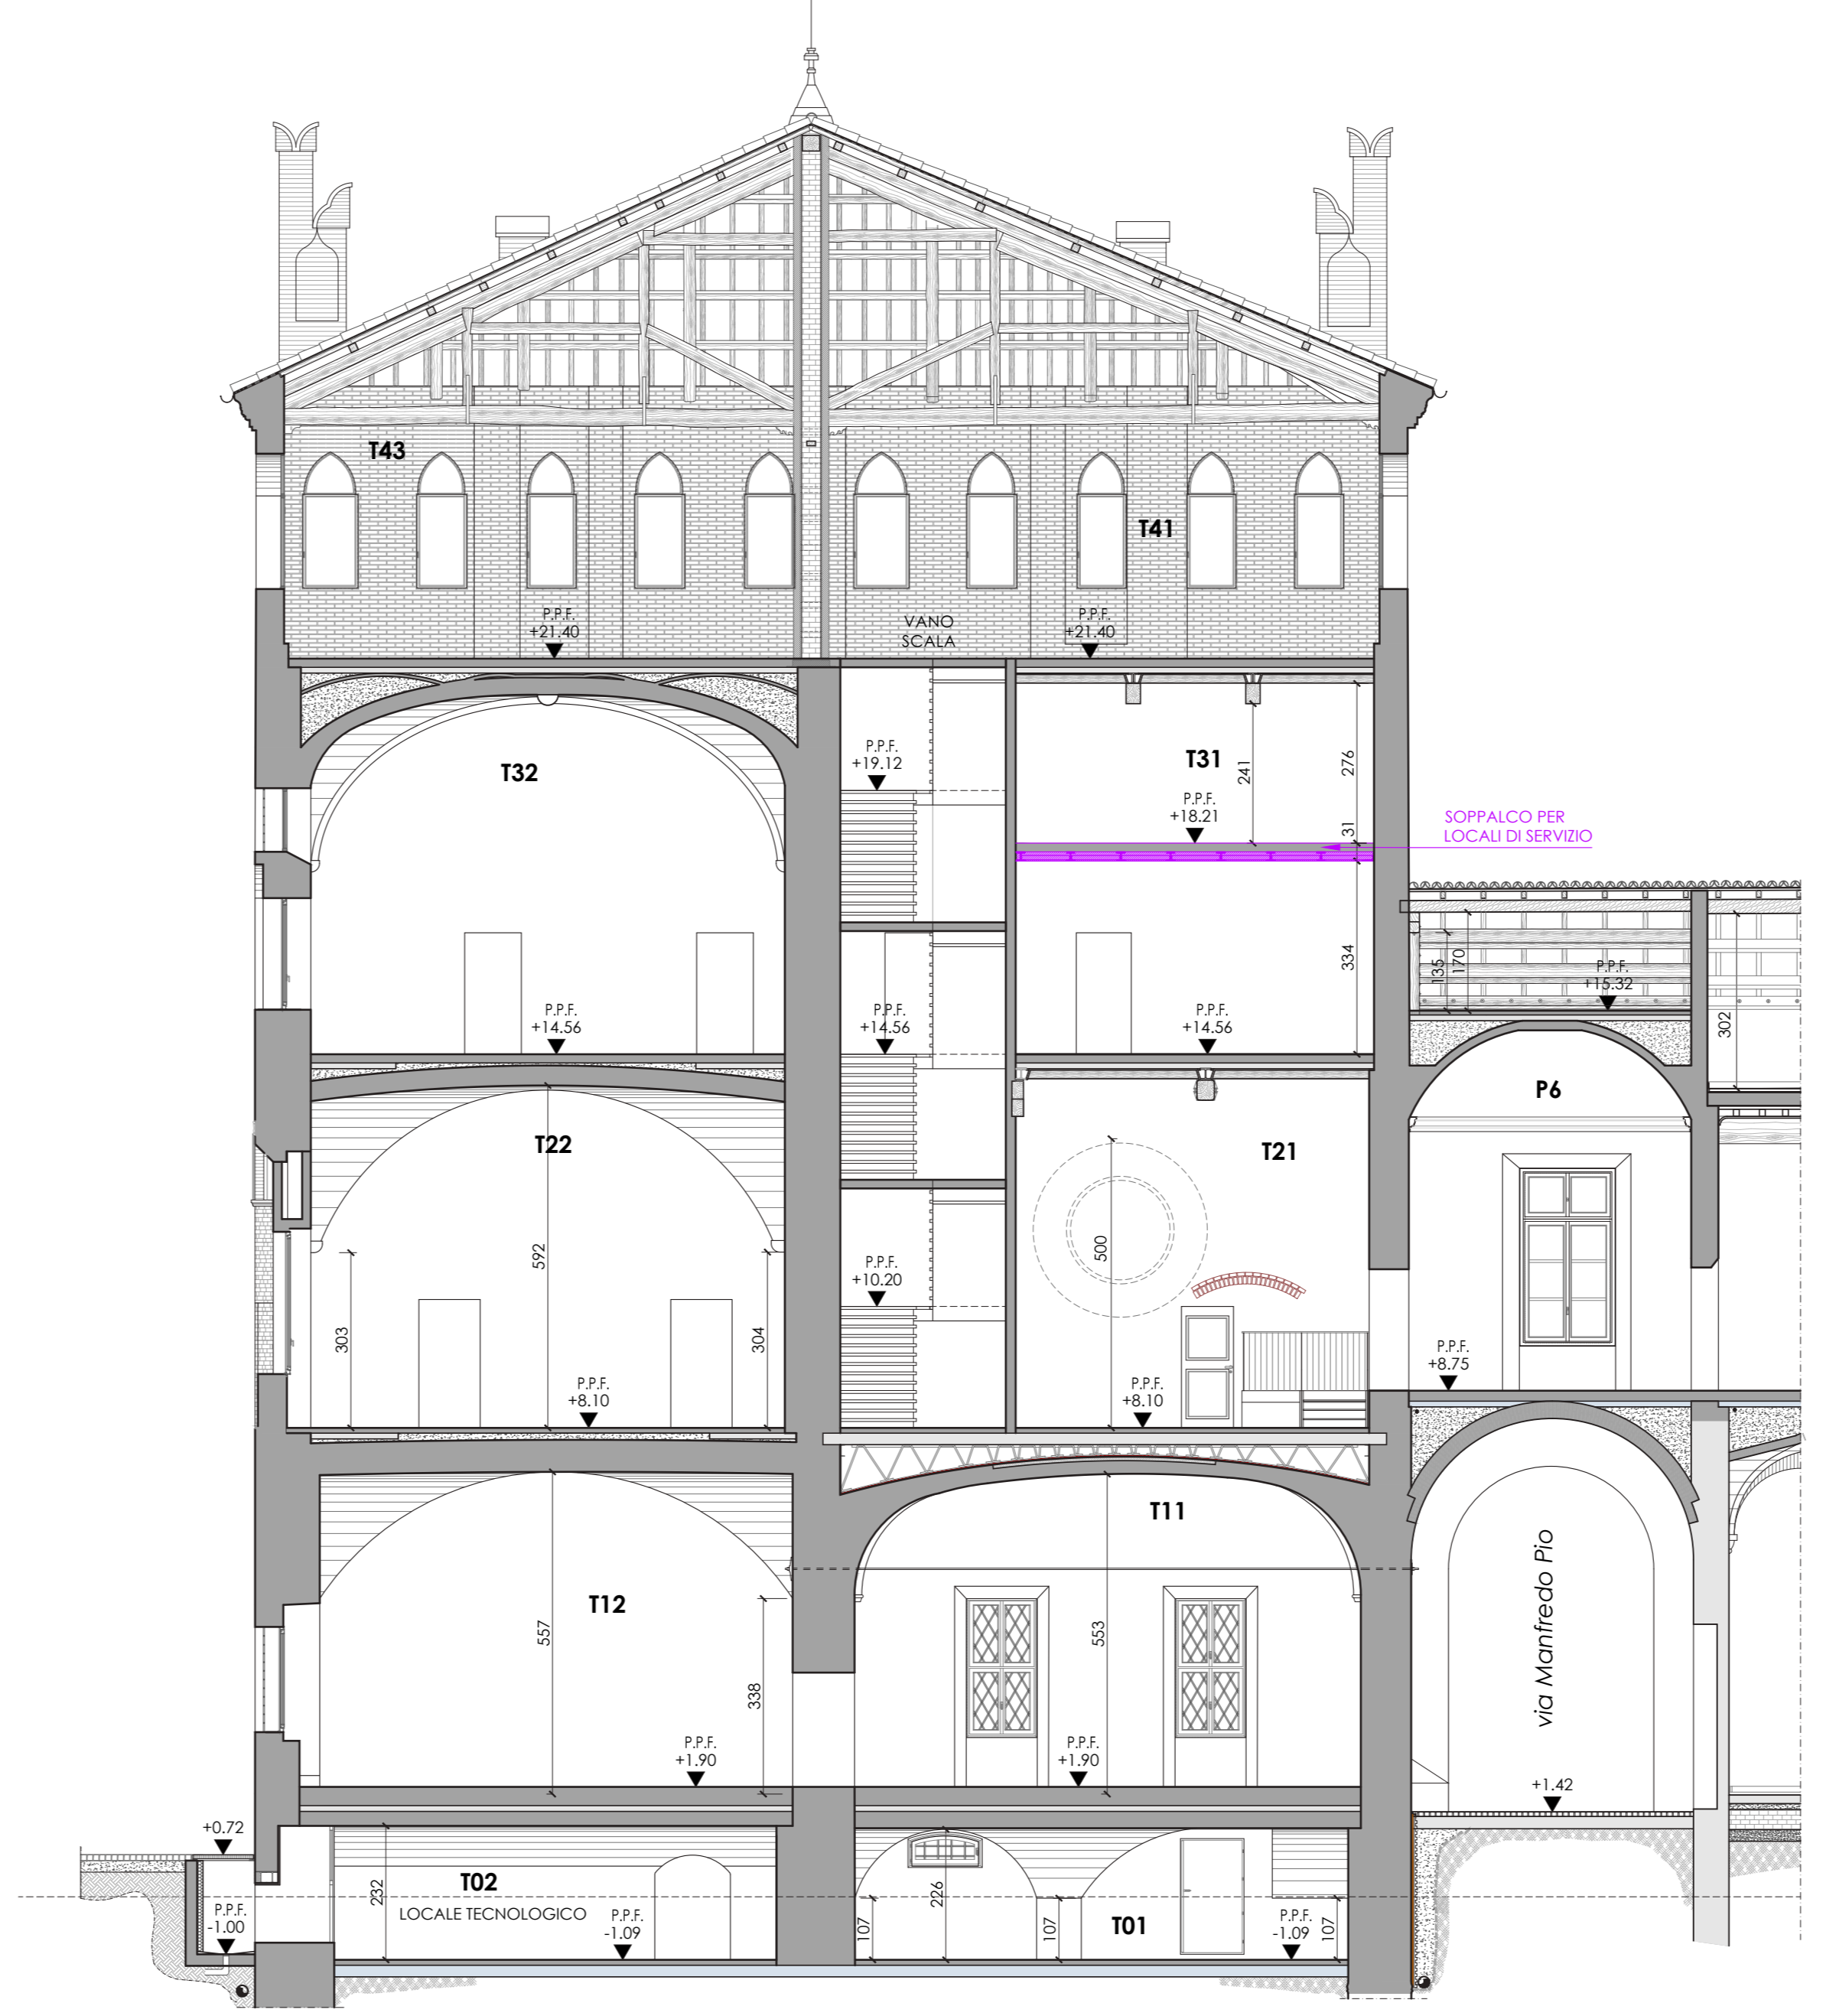 T43
T41
P.P.F.
+21.40
VANO
SCALA
P.P.F.
+21.40
T32
P.P.F.
+19.12
T31
241
276
P.P.F.
+18.21
31
SOPPALCO PER
LOCALI DI SERVIZIO
334
135
170
P.P.F.
+15.32
302
P.P.F.
+14.56
P.P.F.
+14.56
P.P.F.
+14.56
P6
T22
T21
592
500
303
304
P.P.F.
+10.20
P.P.F.
+8.10
P.P.F.
+8.10
P.P.F.
+8.75
T11
T12
557
553
338
via Manfredo Pio
P.P.F.
+1.90
P.P.F.
+1.90
+1.42
+0.72
T02
LOCALE TECNOLOGICO
232
226
P.P.F.
-1.00
P.P.F.
-1.09
107
107
T01
P.P.F.
-1.09
107